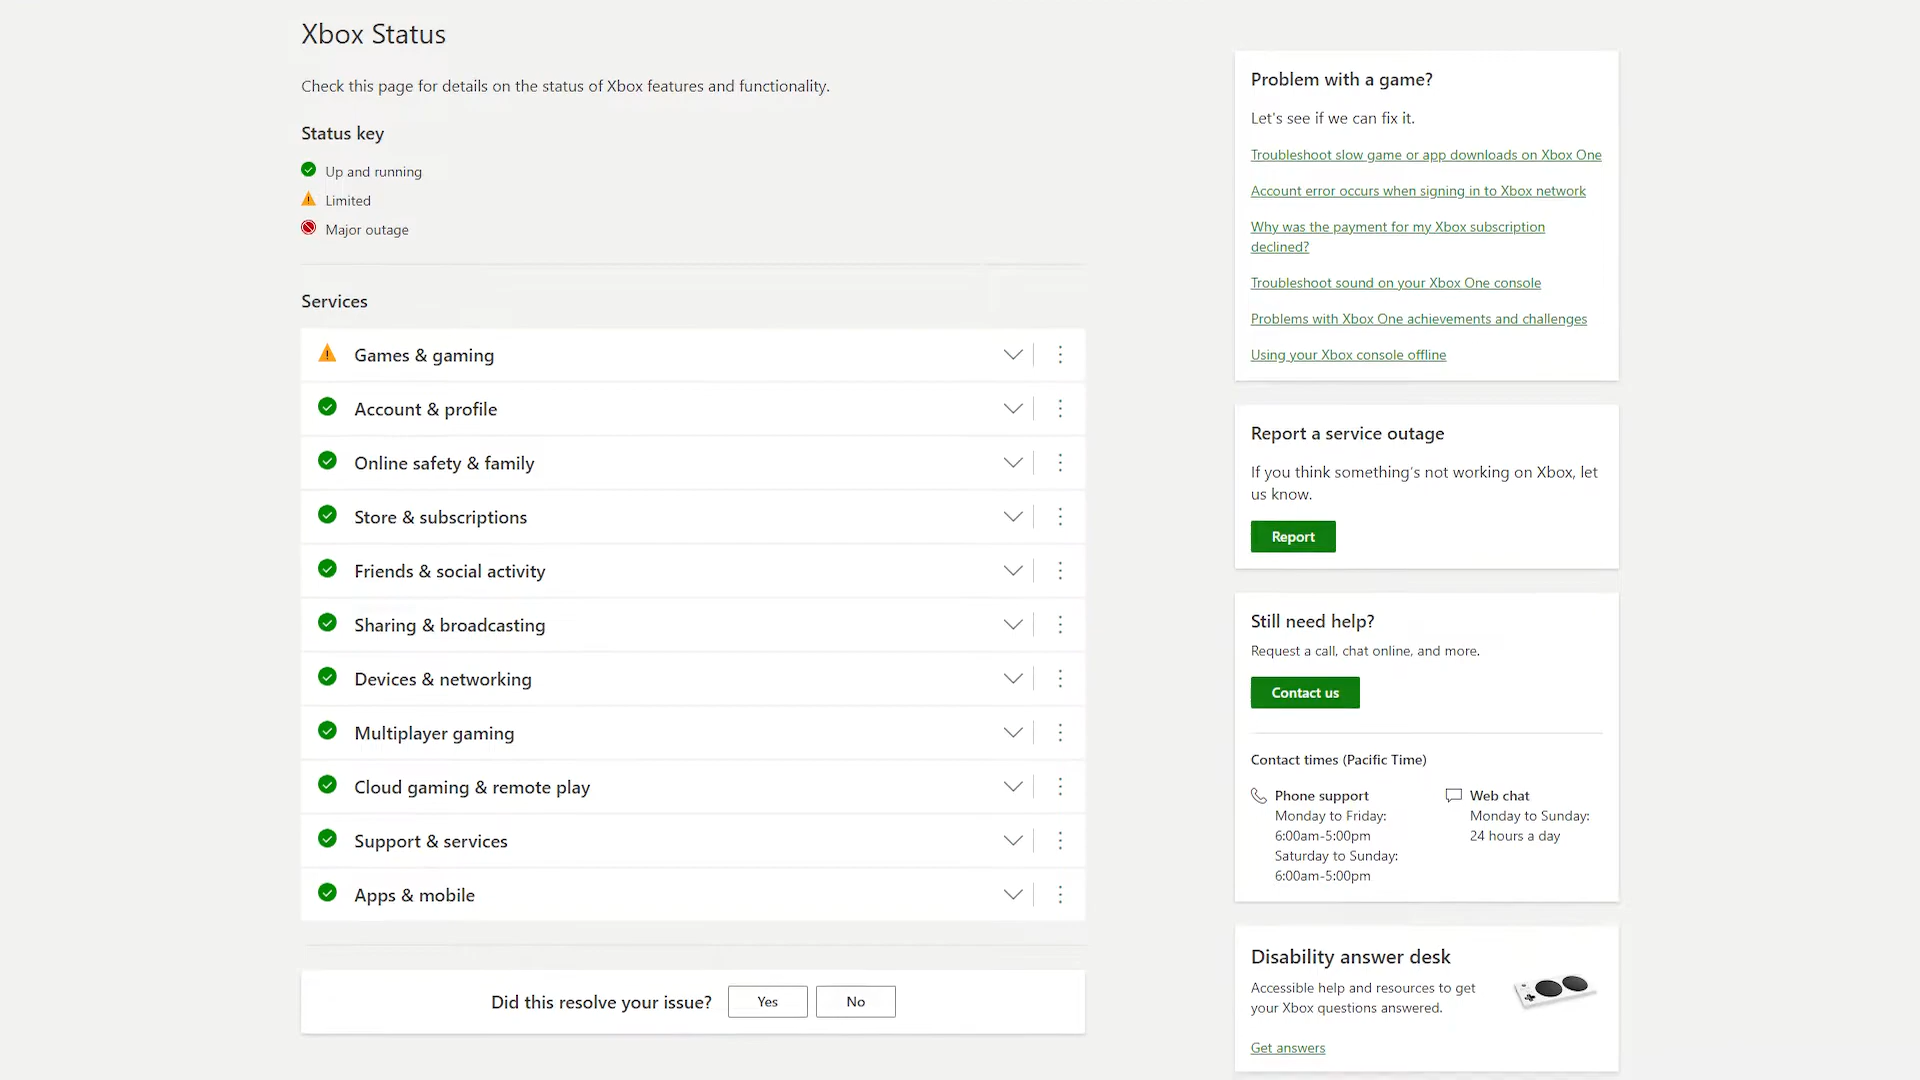 Xbox Status
Check this page for details on the status of Xbox features and functionality.
Status key
Up and running
Limited
Major outage
Services
Games & gaming
Account & profile
Online safety & family
Store & subscriptions
Friends & social activity
Sharing & broadcasting
Devices & networking
Multiplayer gaming
Cloud gaming & remote play
Support & services
Apps & mobile
Did this resolve your issue?
Yes
No
Problem with a game?
Let's see if we can fix it.
Troubleshoot slow game or app downloads on Xbox One
Account error occurs when signing in to Xbox network
Why was the payment for my Xbox subscription
declined?
Troubleshoot sound on your Xbox One console
Problems with Xbox One achievements and challenges
Using your Xbox console offline
Report a service outage
If you think something's not working on Xbox, let
us know.
Report
Still need help?
Request a call, chat online, and more.
Contact us
Contact times (Pacific Time)
Phone support
Monday to Friday:
6:00am-5:00pm
Saturday to Sunday:
6:00am-5:00pm
Web chat
Monday to Sunday:
24 hours a day
Disability answer desk
Accessible help and resources to get
your Xbox questions answered.
Get answers